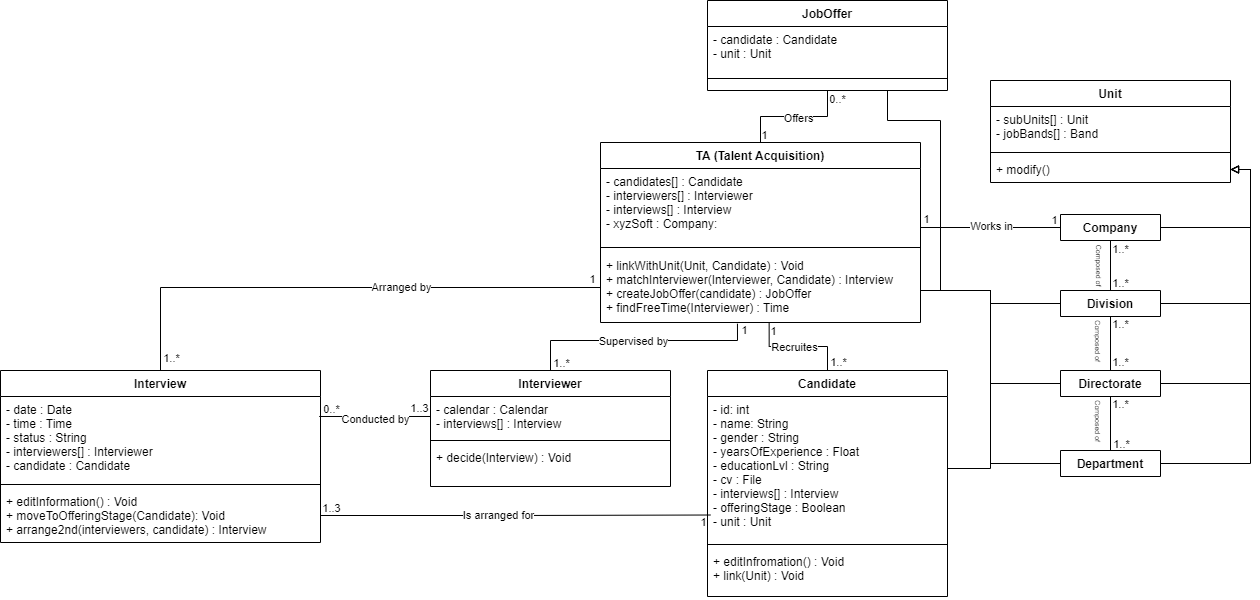 JobOffer
- candidate : Candidate
- unit : Unit
0..*
Offers
1
Unit
- subUnits[] : Unit
- jobBands[] : Band
+ modify()
TA (Talent Acquisition)
- candidates[] : Candidate
- interviewers[] : Interviewer
- interviews[] : Interview
- xyzSoft : Company:
+ linkWithUnit(Unit, Candidate) : Void
+ matchInterviewer(Interviewer, Candidate) : Interview
+ createJobOffer(candidate) : JobOffer
+ findFreeTime(Interviewer) : Time
1
Works in
1
Company
1..*
Composed of
1..*
Division
1..*
Composed of
1..*
Directorate
1..*
Composed of
1..*
Department
1
Arranged by
1..*
1
Supervised by
1..*
1
Recruites
1..*
Interview
- date : Date
- time : Time
- status : String
- interviewers[] : Interviewer
- candidate : Candidate
+ editInformation() : Void
+ moveToOfferingStage(Candidate): Void
+ arrange2nd(interviewers, candidate) : Interview
0..*
Conducted by
1..3
Interviewer
- calendar : Calendar
- interviews[] : Interview
+ decide(Interview) : Void
1..3
Is arranged for
1
Candidate
- id: int
- name: String
- gender : String
- yearsOfExperience : Float
- educationLvl : String
- cv : File
- interviews[] : Interview
- offeringStage : Boolean
- unit : Unit
+ editInfromation() : Void
+ link(Unit) : Void